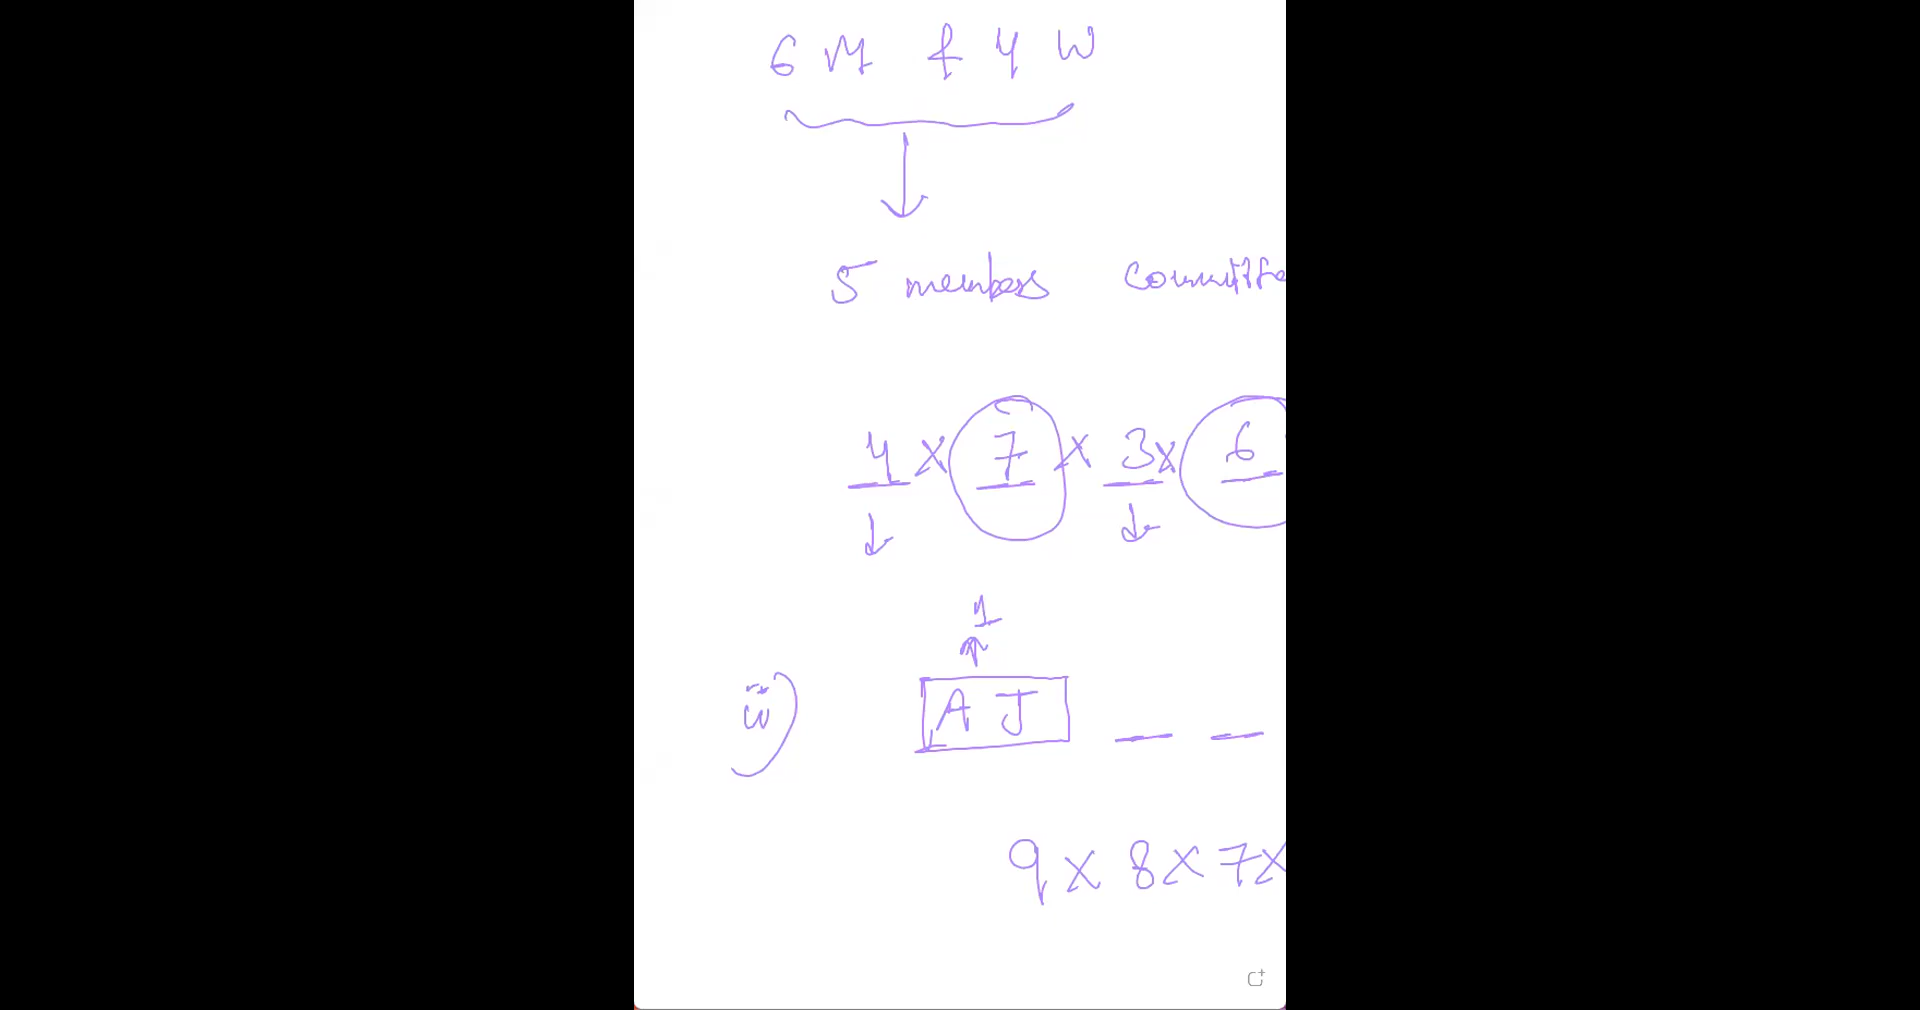 6 M & 4 W
5 members committe
4 × 7 × 3 × 6
1
iii) A J _ _
9 × 8 × 7 ×